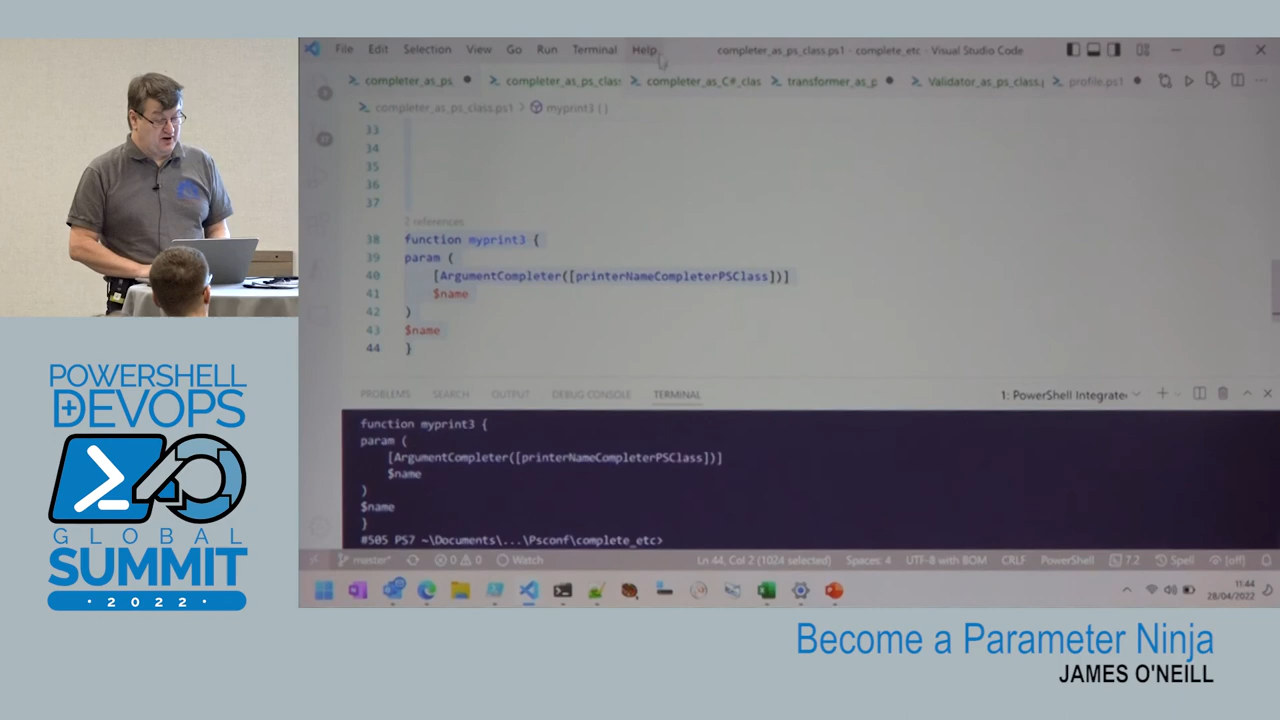 File Edit Selection View Go Run Terminal Help
completer_as_ps_class.ps1 - complete_etc - Visual Studio Code
completer_as_ps. completer_as_ps_class completer_as_C#_clas transformer_as_p Validator_as_ps_class.p profile.ps1
completer_as_ps_class.ps1 > myprint3 ()
33
34
35
36
37
2 references
38 function myprint3 {
39 param (
40 [ArgumentCompleter([printerNameCompleterPSClass])]
41 $name
42 )
43 $name
44 }
PROBLEMS SEARCH OUTPUT DEBUG CONSOLE TERMINAL
1: PowerShell Integrate
function myprint3 {
param (
[ArgumentCompleter([printerNameCompleterPSClass])]
$name
)
$name
}
#505 PS7 ~\Documents\...\Psconf\complete_etc>
master* 0 0 Watch Ln 44, Col 2 (1024 selected) Spaces: 4 UTF-8 with BOM CRLF PowerShell 7.2 Spell [off]
11:44
28/04/2022
POWERSHELL
+ DEVOPS
GLOBAL
SUMMIT
· 2022 ·
Become a Parameter Ninja
JAMES O'NEILL